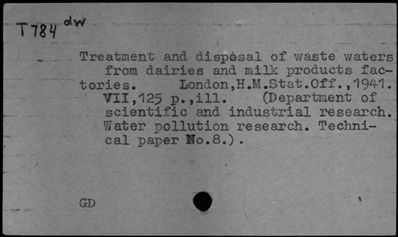 T784 dw
Treatment and disposal of waste waters
from dairies and milk products fac-
tories. London,H.M.Stat.Off.,1941.
VII,125 p.,ill. (Department of
scientific and industrial research.
Water pollution research. Techni-
cal paper No.8.).
GD